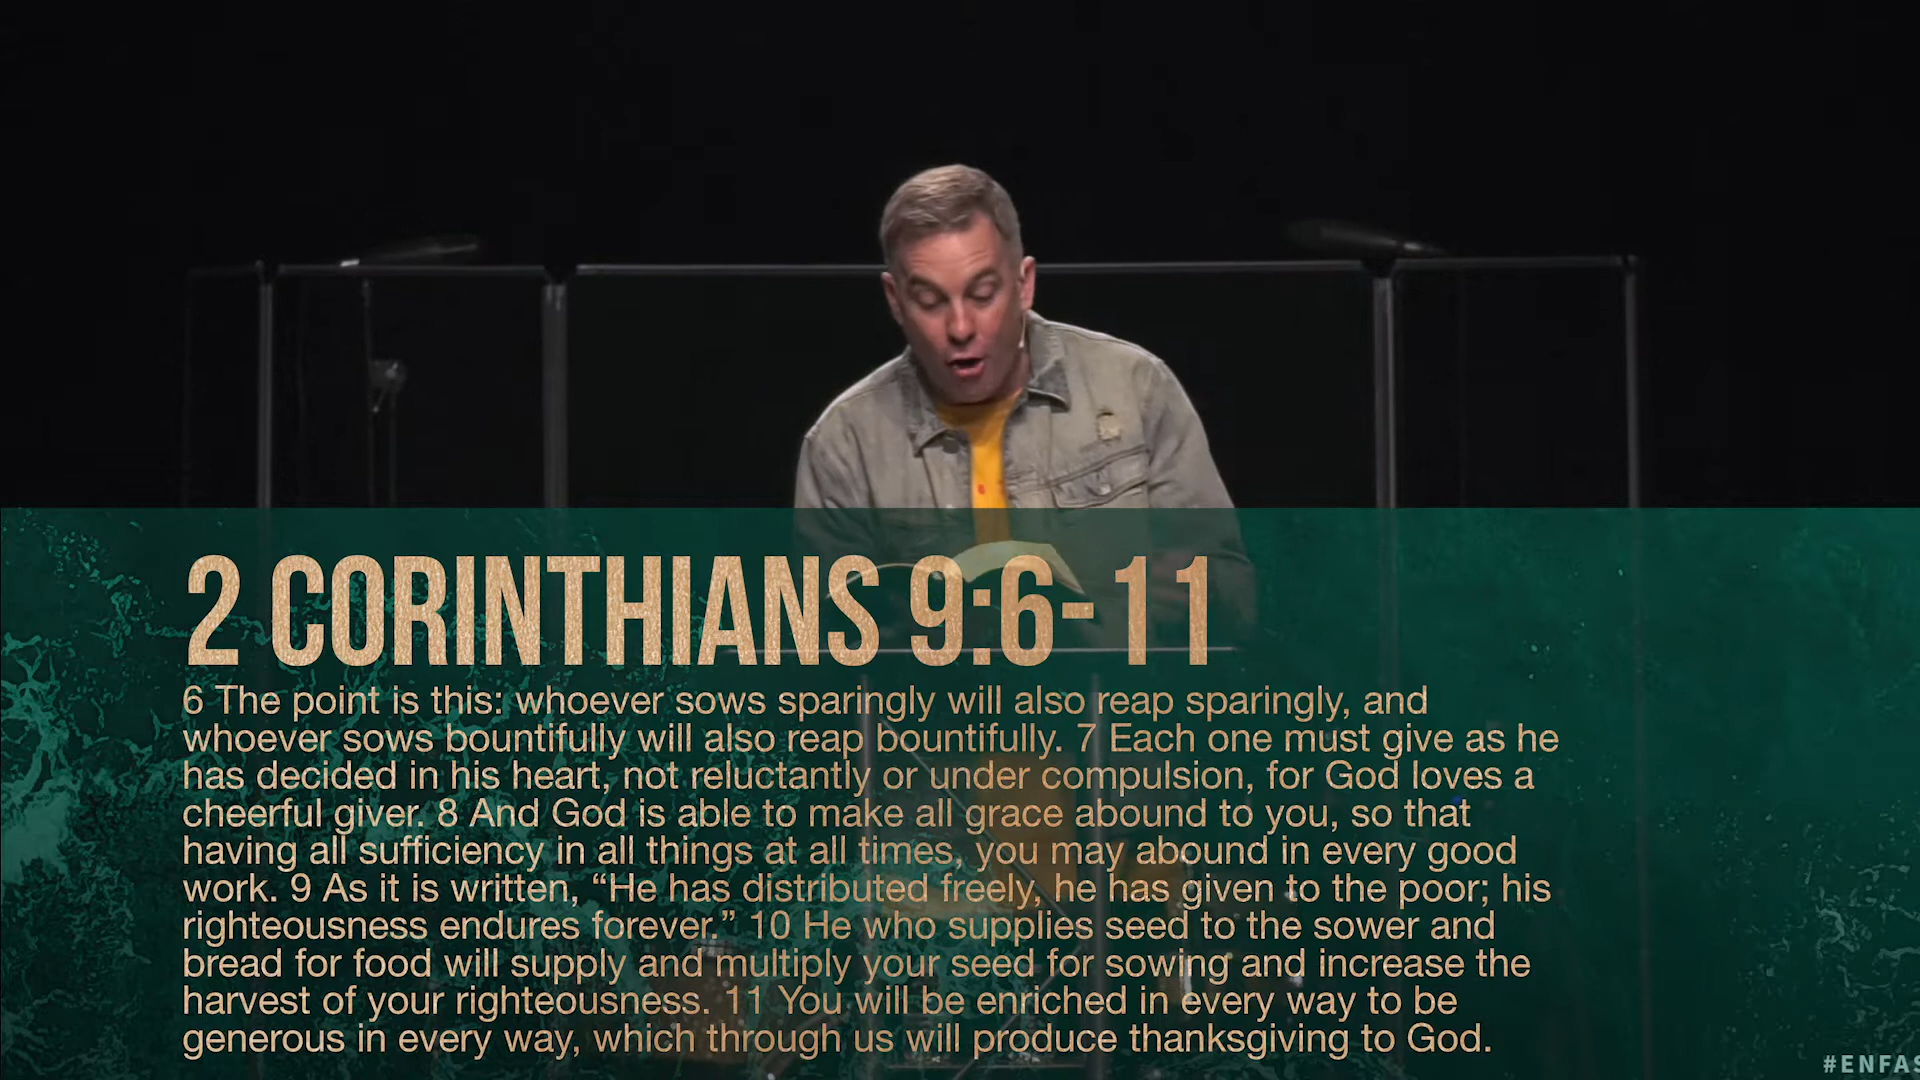 2 CORINTHIANS 9:6-11
6 The point is this: whoever sows sparingly will also reap sparingly, and
whoever sows bountifully will also reap bountifully. 7 Each one must give as he
has decided in his heart, not reluctantly or under compulsion, for God loves a
cheerful giver. 8 And God is able to make all grace abound to you, so that
having all sufficiency in all things at all times, you may abound in every good
work. 9 As it is written, “He has distributed freely, he has given to the poor; his
righteousness endures forever.” 10 He who supplies seed to the sower and
bread for food will supply and multiply your seed for sowing and increase the
harvest of your righteousness. 11 You will be enriched in every way to be
generous in every way, which through us will produce thanksgiving to God.
#ENFAS